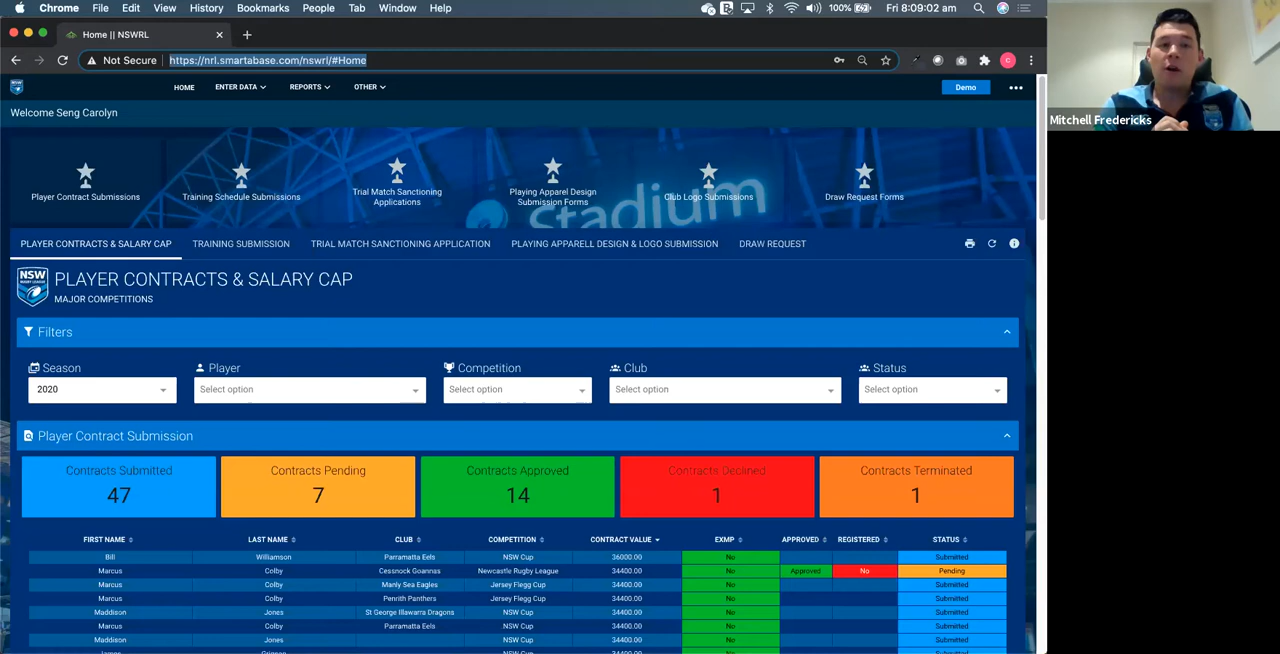 Chrome File Edit View History Bookmarks People Tab Window Help 100% Fri 8:09:02 am
Home || NSWRL
Not Secure https://nrl.smartabase.com/nswrl/#Home
HOME ENTER DATA REPORTS OTHER Demo
Welcome Seng Carolyn
Mitchell Fredericks
Stadium
Player Contract Submissions
Training Schedule Submissions
Trial Match Sanctioning
Applications
Playing Apparel Design
Submission Forms
Club Logo Submissions
Draw Request Forms
PLAYER CONTRACTS & SALARY CAP TRAINING SUBMISSION TRIAL MATCH SANCTIONING APPLICATION PLAYING APPARELL DESIGN & LOGO SUBMISSION DRAW REQUEST
NSW
RUGBY LEAGUE
PLAYER CONTRACTS & SALARY CAP
MAJOR COMPETITIONS
Filters
Season Player Competition Club Status
2020 Select option Select option Select option Select option
Player Contract Submission
Contracts Submitted Contracts Pending Contracts Approved Contracts Declined Contracts Terminated
47 7 14 1 1
FIRST NAME LAST NAME CLUB COMPETITION CONTRACT VALUE EXMP APPROVED REGISTERED STATUS
Bill Williamson Parramatta Eels NSW Cup 36000.00 No Submitted
Marcus Colby Cessnock Goannas Newcastle Rugby League 34400.00 No Approved No Pending
Marcus Colby Manly Sea Eagles Jersey Flegg Cup 34400.00 No Submitted
Marcus Colby Penrith Panthers Jersey Flegg Cup 34400.00 No Submitted
Maddison Jones St George Illawarra Dragons NSW Cup 34400.00 No Submitted
Marcus Colby Parramatta Eels NSW Cup 34400.00 No Submitted
Maddison Jones NSW Cup 34400.00 No Submitted
NSW Cup 34400.00 No Submitted